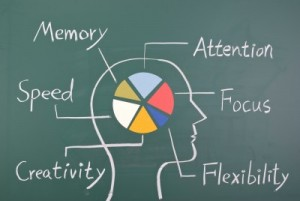 Memory
Attention
Speed
Focus
Creativity
Flexibility